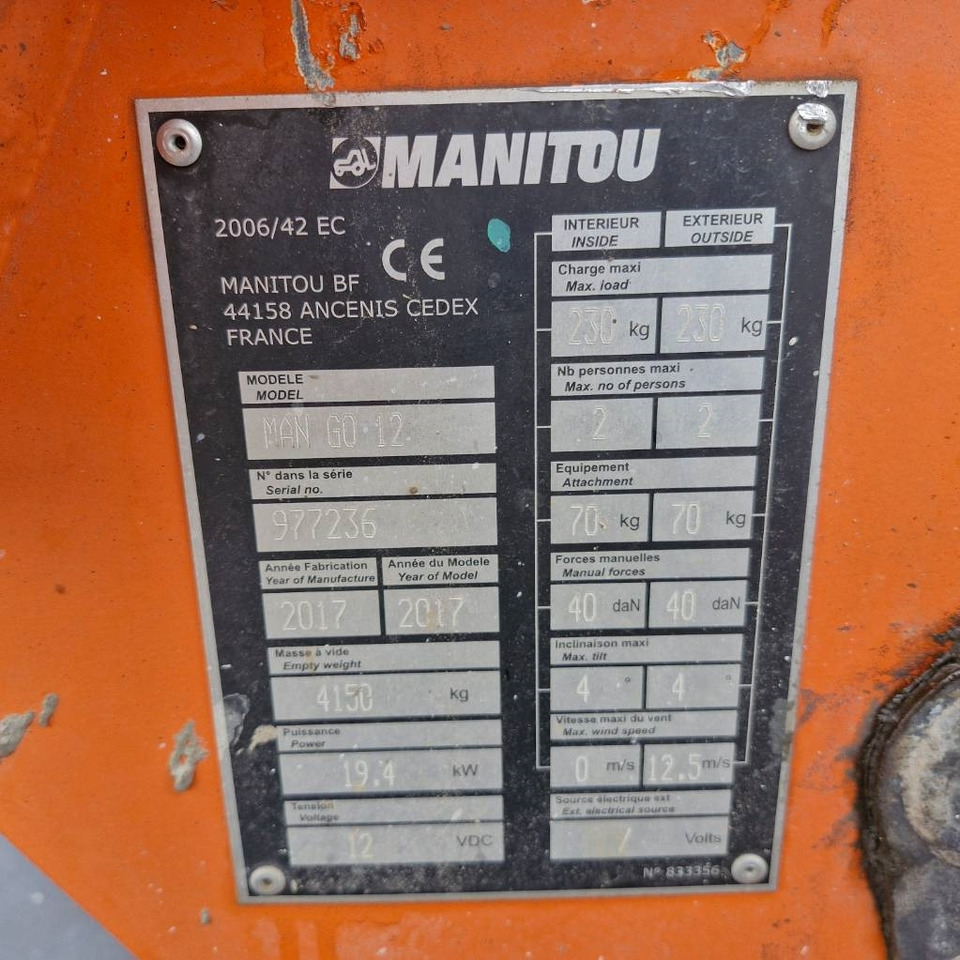 MANITOU
2006/42 EC
CE
MANITOU BF
44158 ANCENIS CEDEX
FRANCE
MODELE
MODEL
MAN GO 12
N° dans la série
Serial no.
977236
Année Fabrication
Year of Manufacture
Année du Modele
Year of Model
2017
2017
Masse à vide
Empty weight
4150 kg
Puissance
Power
19.4 kW
Tension
Voltage
12 VDC
INTERIEUR
INSIDE
EXTERIEUR
OUTSIDE
Charge maxi
Max. load
230 kg
230 kg
Nb personnes maxi
Max. no of persons
2
2
Equipement
Attachment
70 kg
70 kg
Forces manuelles
Manual forces
40 daN
40 daN
Inclinaison maxi
Max. tilt
4 °
4 °
Vitesse maxi du vent
Max. wind speed
0 m/s
12.5 m/s
Source électrique ext
Ext. electrical source
/ Volts
N° 833356